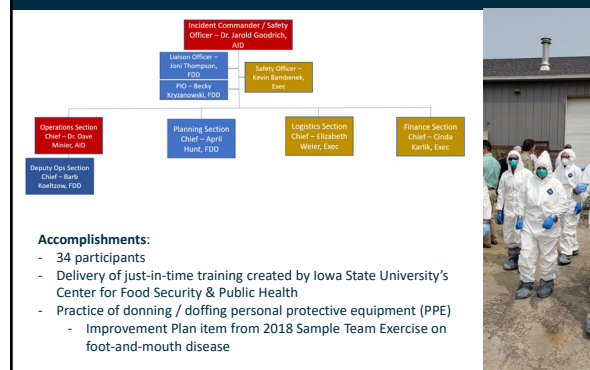 Incident Commander / Safety
Officer – Dr. Jarold Goodrich,
AID
Liaison Officer –
Joni Thompson,
FDD
PIO – Becky
Kryzanowski, FDD
Safety Officer –
Kevin Bambenek,
Exec
Operations Section
Chief – Dr. Dave
Minier, AID
Planning Section
Chief – April
Hunt, FDD
Logistics Section
Chief – Elizabeth
Weier, Exec
Finance Section
Chief – Cinda
Karlik, Exec
Deputy Ops Section
Chief – Barb
Koeltzow, FDD
Accomplishments:
- 34 participants
- Delivery of just-in-time training created by Iowa State University's
Center for Food Security & Public Health
- Practice of donning / doffing personal protective equipment (PPE)
- Improvement Plan item from 2018 Sample Team Exercise on
foot-and-mouth disease